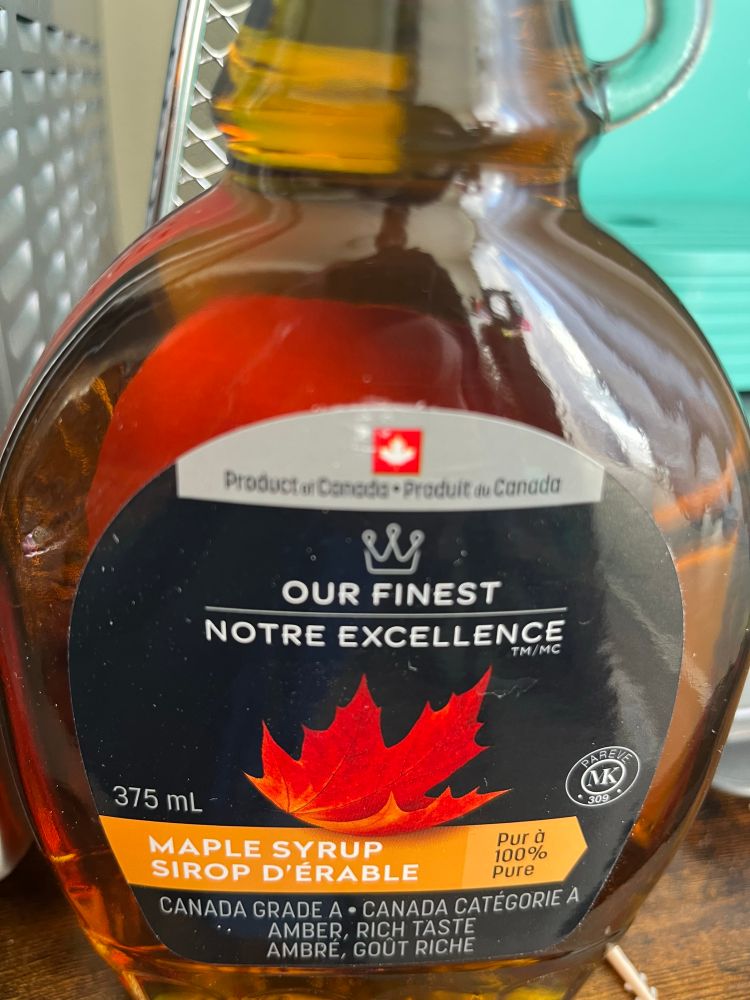 Product of Canada • Produit du Canada
OUR FINEST
NOTRE EXCELLENCE
TM/MC
PAREVE
MK
309
375 mL
MAPLE SYRUP
SIROP D'ÉRABLE
Pur à
100%
Pure
CANADA GRADE A • CANADA CATÉGORIE A
AMBER, RICH TASTE
AMBRÉ, GOÛT RICHE